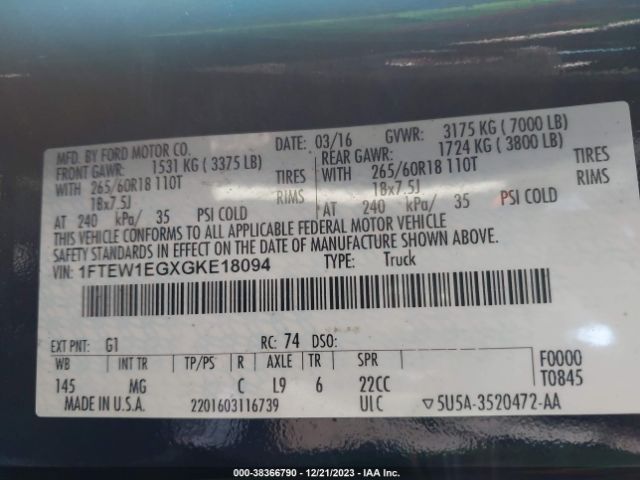 MFD. BY FORD MOTOR CO.
DATE: 03/16 GVWR: 3175 KG ( 7000 LB)
FRONT GAWR: 1531 KG ( 3375 LB) REAR GAWR: 1724 KG ( 3800 LB)
WITH 265/60R18 110T TIRES WITH 265/60R18 110T TIRES
18x7.5J RIMS 18x7.5J RIMS
AT 240 kPa/ 35 PSI COLD AT 240 kPa/ 35 PSI COLD
THIS VEHICLE CONFORMS TO ALL APPLICABLE FEDERAL MOTOR VEHICLE
SAFETY STANDARDS IN EFFECT ON THE DATE OF MANUFACTURE SHOWN ABOVE.
VIN: 1FTEW1EGXGKE18094 TYPE: Truck
EXT PNT: G1 RC: 74 DSO:
WB INT TR TP/PS R AXLE TR SPR F0000
145 MG C L9 6 22CC T0845
MADE IN U.S.A. 2201603116739 UIC ▽5U5A-3520472-AA
000-38366790 - 12/21/2023 - IAA Inc.